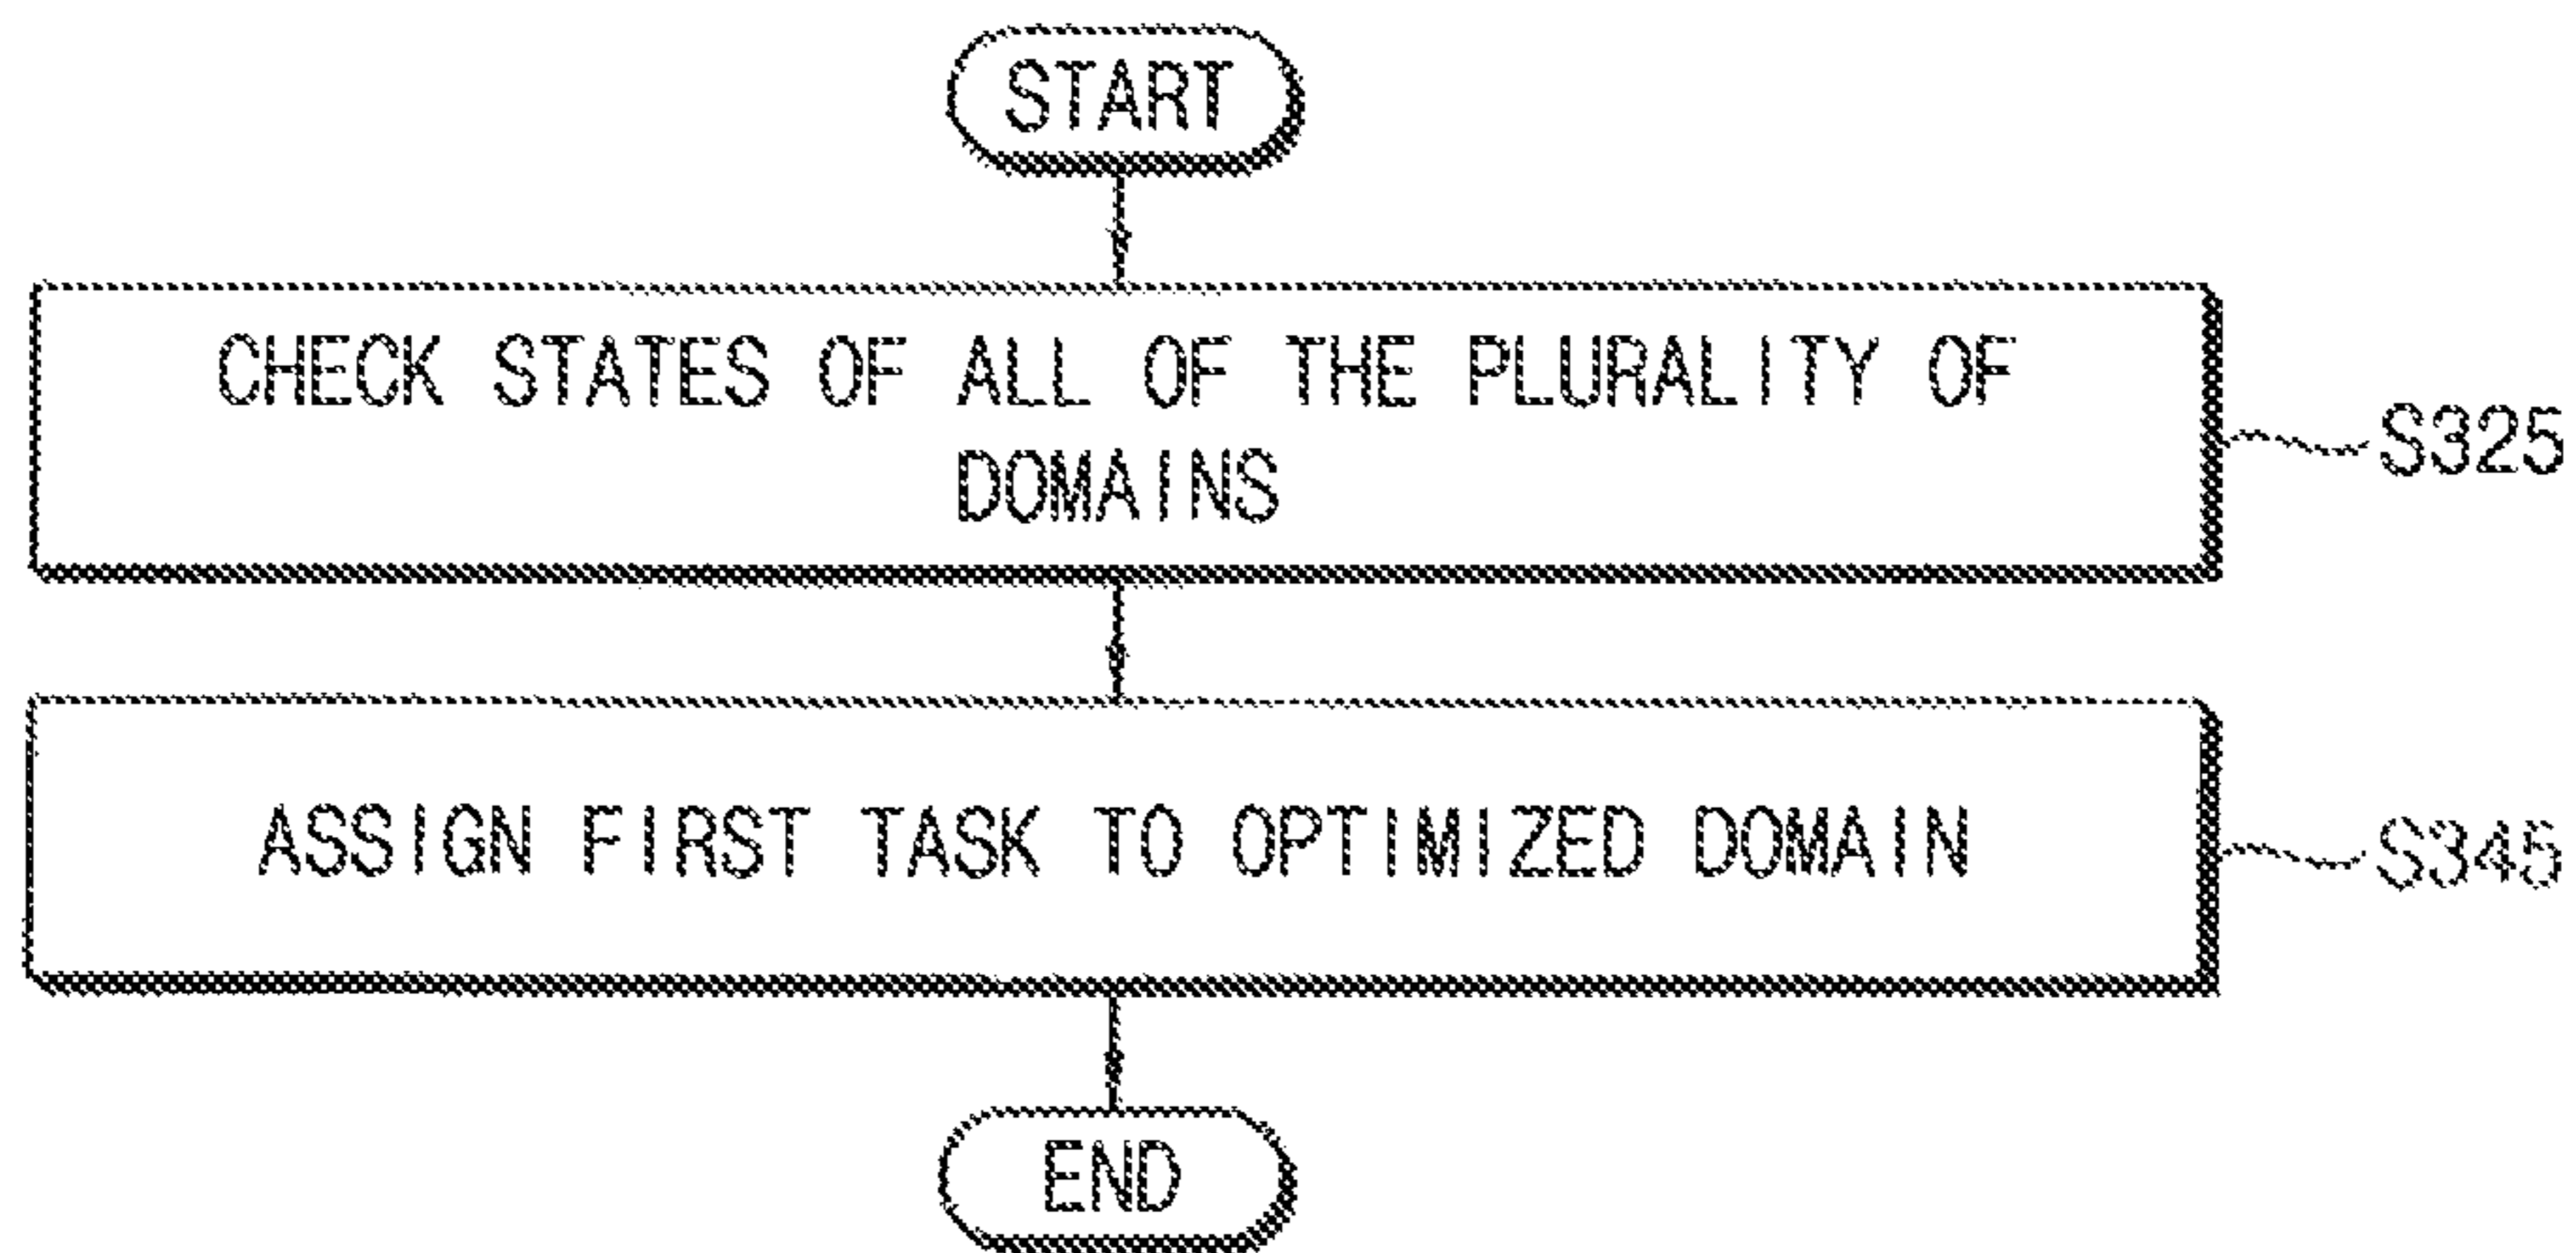 START
CHECK STATES OF ALL OF THE PLURALITY OF
DOMAINS
S325
ASSIGN FIRST TASK TO OPTIMIZED DOMAIN
S345
END